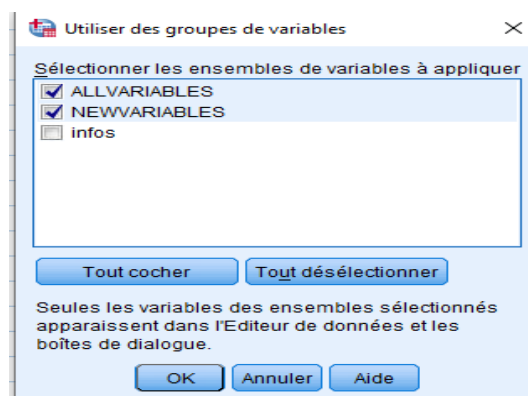 Utiliser des groupes de variables
Sélectionner les ensembles de variables à appliquer
ALLVARIABLES
NEWVARIABLES
infos
Tout cocher
Tout désélectionner
Seules les variables des ensembles sélectionnés
apparaissent dans l'Editeur de données et les
boîtes de dialogue.
OK
Annuler
Aide